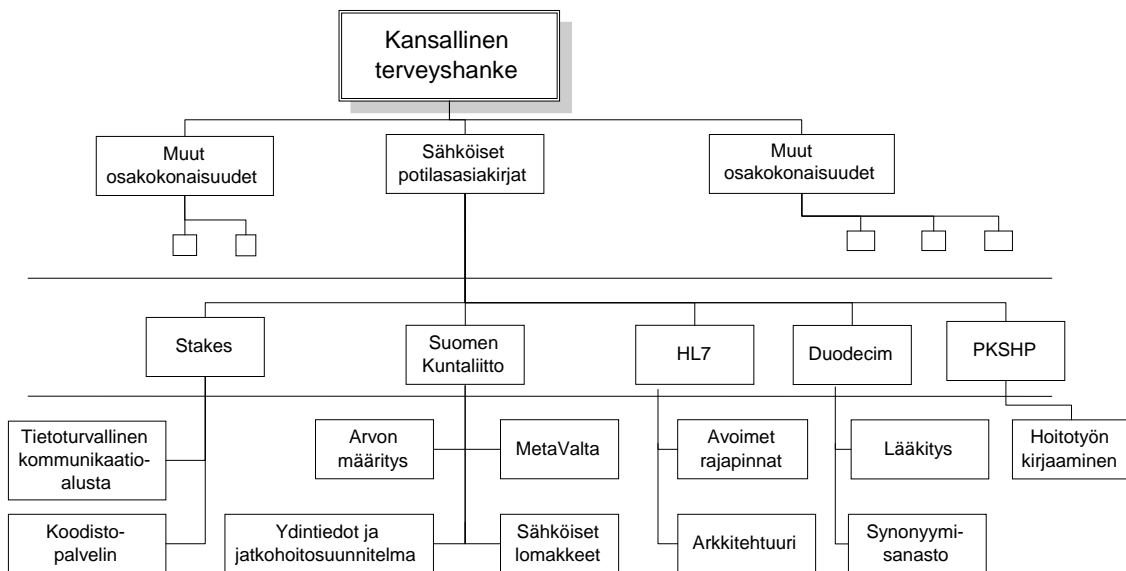 Kansallinen
terveyshanke
Muut
osakokonaisuudet
Sähköiset
potilasasiakirjat
Muut
osakokonaisuudet
Stakes
Suomen
Kuntaliitto
HL7
Duodecim
PKSHP
Tietoturvallinen
kommunikaatio-
alusta
Arvon
määritys
MetaValta
Avoimet
rajapinnat
Lääkitys
Hoitotyön
kirjaaminen
Koodisto-
palvelin
Ydintiedot ja
jatkohoitosuunnitelma
Sähköiset
lomakkeet
Arkkitehtuuri
Synonyymi-
sanasto